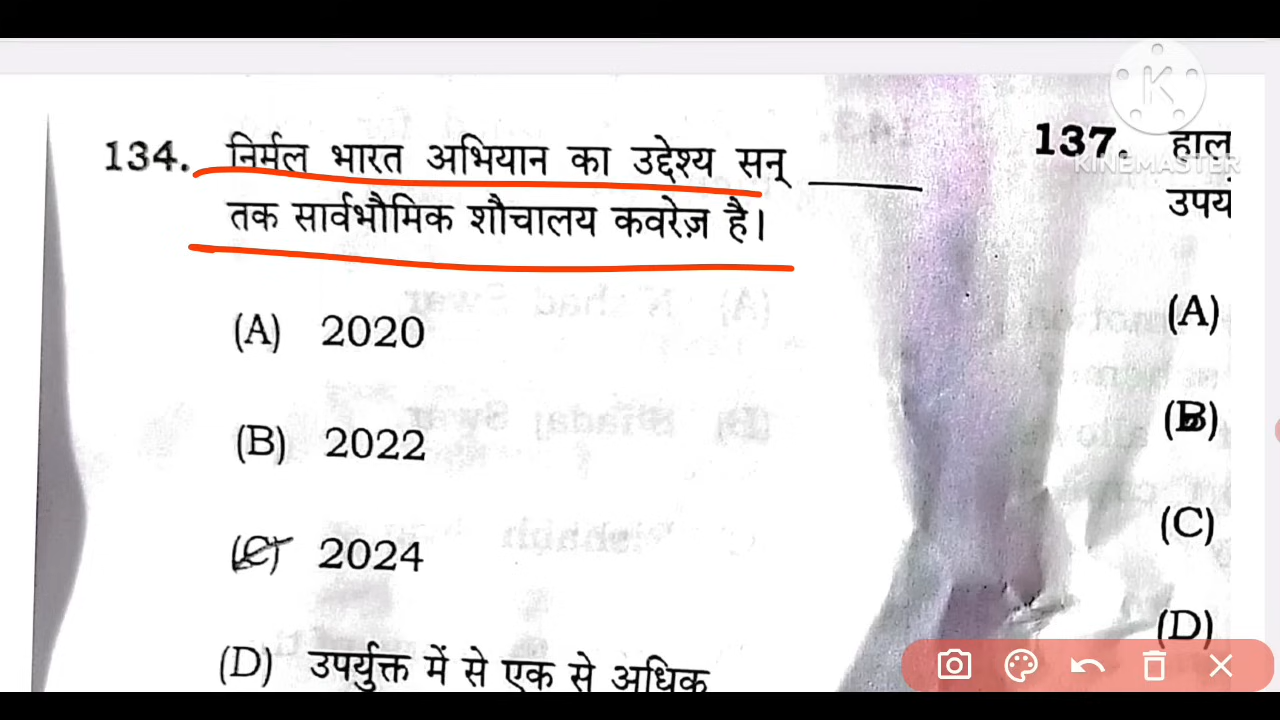 134. निर्मल भारत अभियान का उद्देश्य सन् ______
तक सार्वभौमिक शौचालय कवरेज़ है।
(A) 2020
(B) 2022
(C) 2024
(D) उपर्युक्त में से एक से अधिक
137.
(A)
(B)
(C)
(D)
K
KINEMASTER